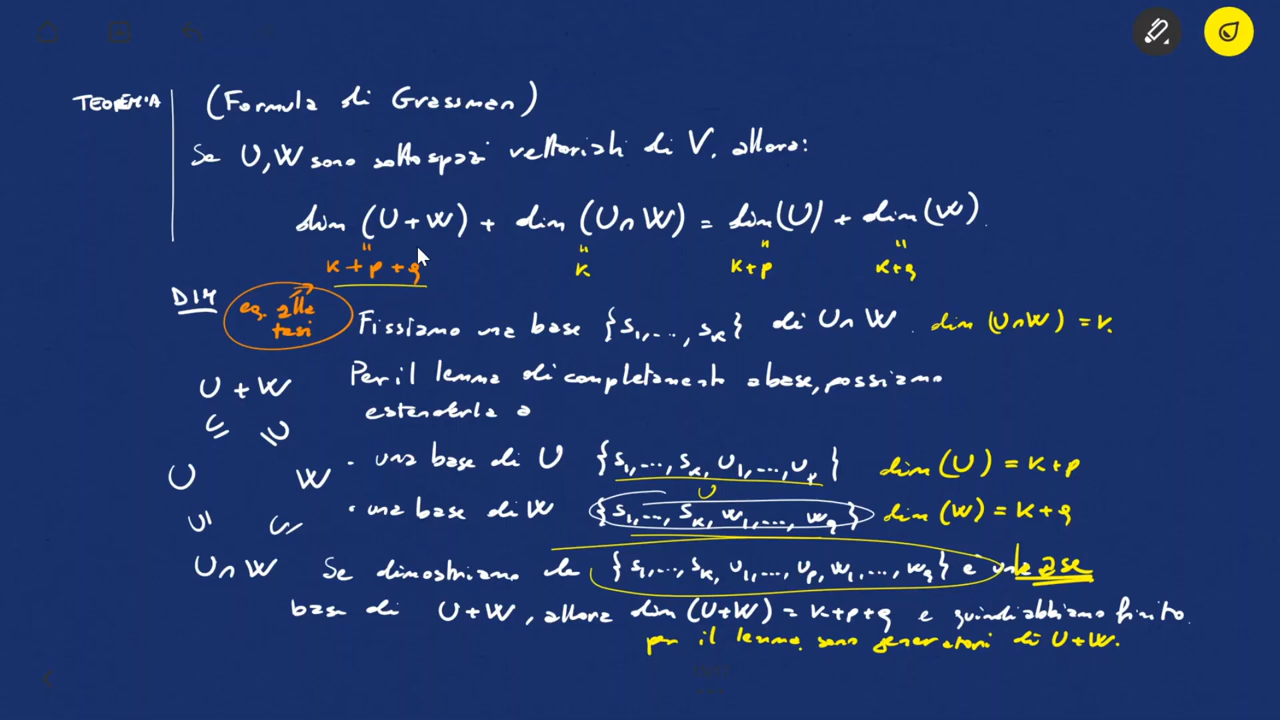 TEOREMA (Formula di Grassman)
Se U, W sono sottospazi vettoriali di V, allora:
dim (U+W) + dim (U∩W) = dim(U) + dim(W).
" " " "
k+p+q k k+p k+q
DIM eq. alla tesi
Fissiamo una base {s1,...,sk} di U∩W. dim (U∩W) = k.
Per il lemma di completamento a base, possiamo
estenderla a
U + W
⊆ ⊇
U W
⊇ ⊆
U∩W
· una base di U {s1,...,sk, u1,...,up} dim (U) = k+p
∪
· una base di W {s1,...,sk, w1,...,wq} dim (W) = k+q
Se dimostriamo che {s1,...,sk, u1,...,up, w1,...,wq} è una base
base di U+W, allora dim (U+W) = k+p+q e quindi abbiamo finito.
per il lemma, sono generatori di U+W.